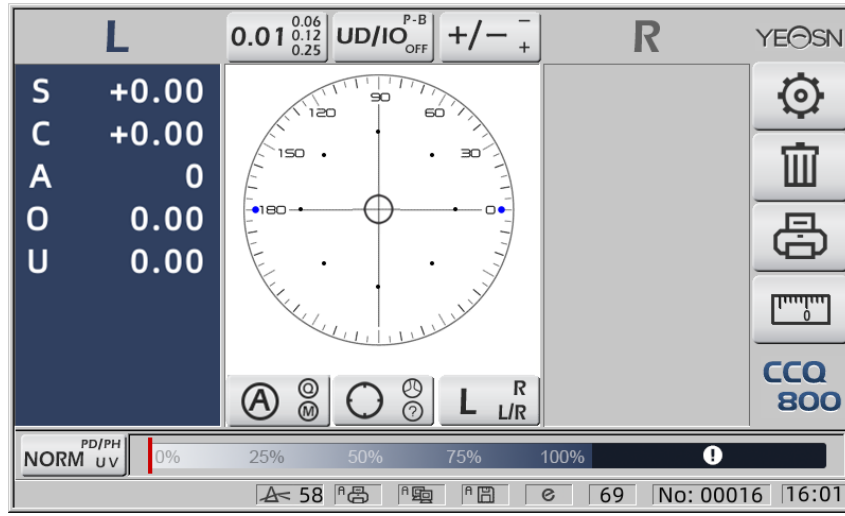 L
0.01 0.06 0.12 0.25
UD/IO P-B OFF
+/− − +
R
YEOSN
S +0.00
C +0.00
A 0
O 0.00
U 0.00
90
120 60
150 30
180 0
0
A Q M
?
L R L/R
CCQ
800
NORM PD/PH UV
0% 25% 50% 75% 100% !
58 A A A e 69 No: 00016 16:01